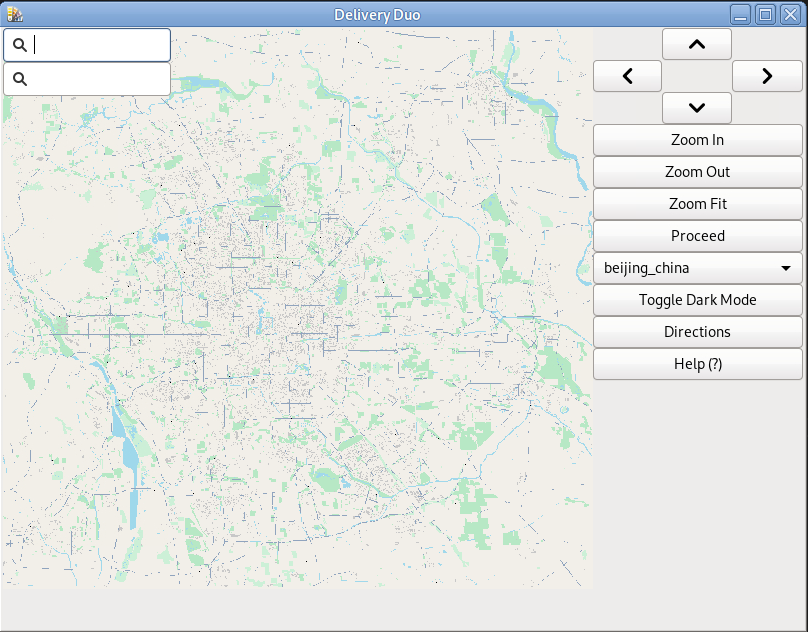 Delivery Duo
Zoom In
Zoom Out
Zoom Fit
Proceed
beijing_china
Toggle Dark Mode
Directions
Help (?)